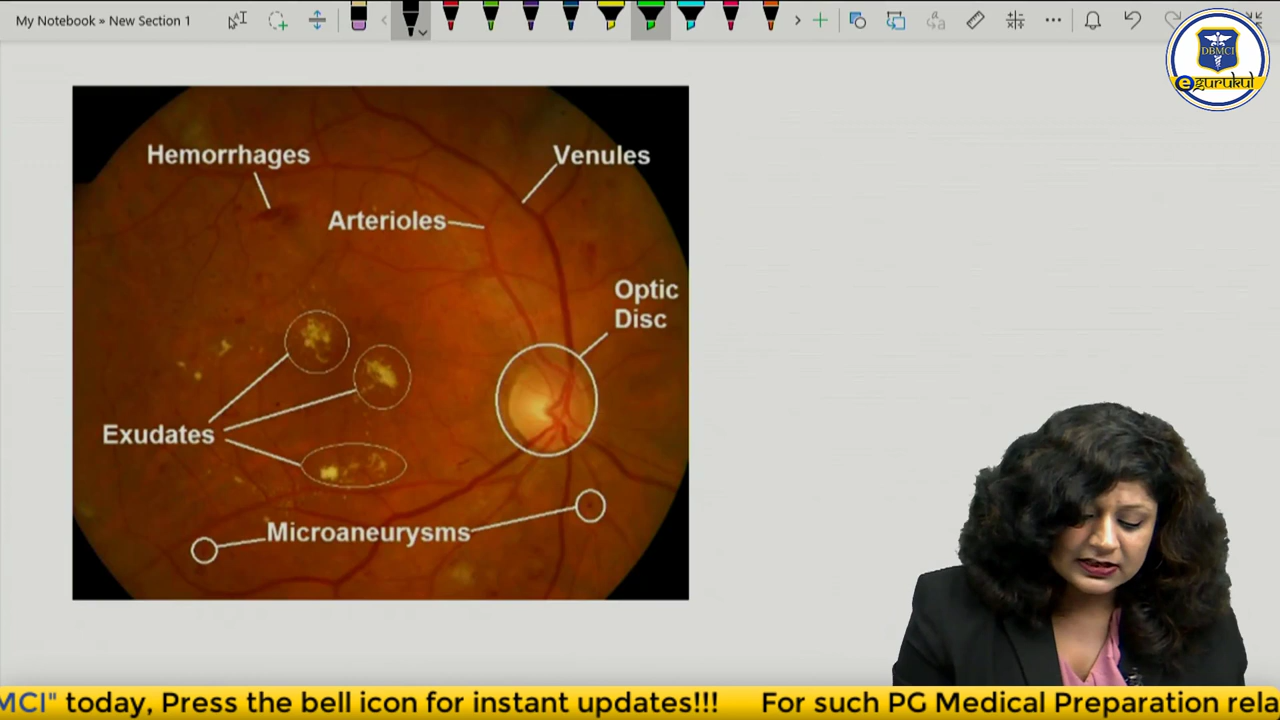 My Notebook » New Section 1
DBMCI
e gurukul
Hemorrhages
Venules
Arterioles
Optic
Disc
Exudates
Microaneurysms
MCI" today, Press the bell icon for instant updates!!! For such PG Medical Preparation rela